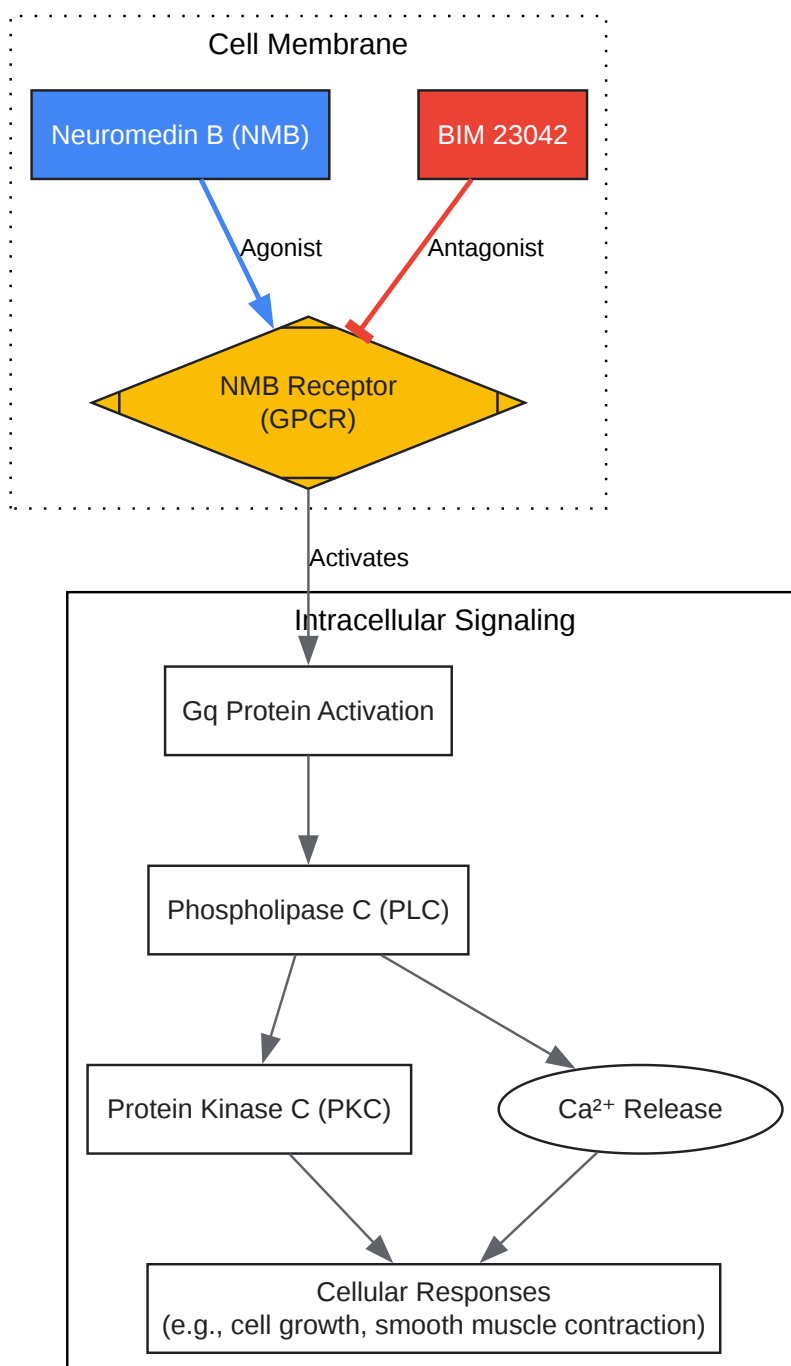 Cell Membrane
Neuromedin B (NMB)
BIM 23042
Agonist
Antagonist
NMB Receptor
(GPCR)
Activates
Intracellular Signaling
Gq Protein Activation
Phospholipase C (PLC)
Protein Kinase C (PKC)
Ca²⁺ Release
Cellular Responses
(e.g., cell growth, smooth muscle contraction)